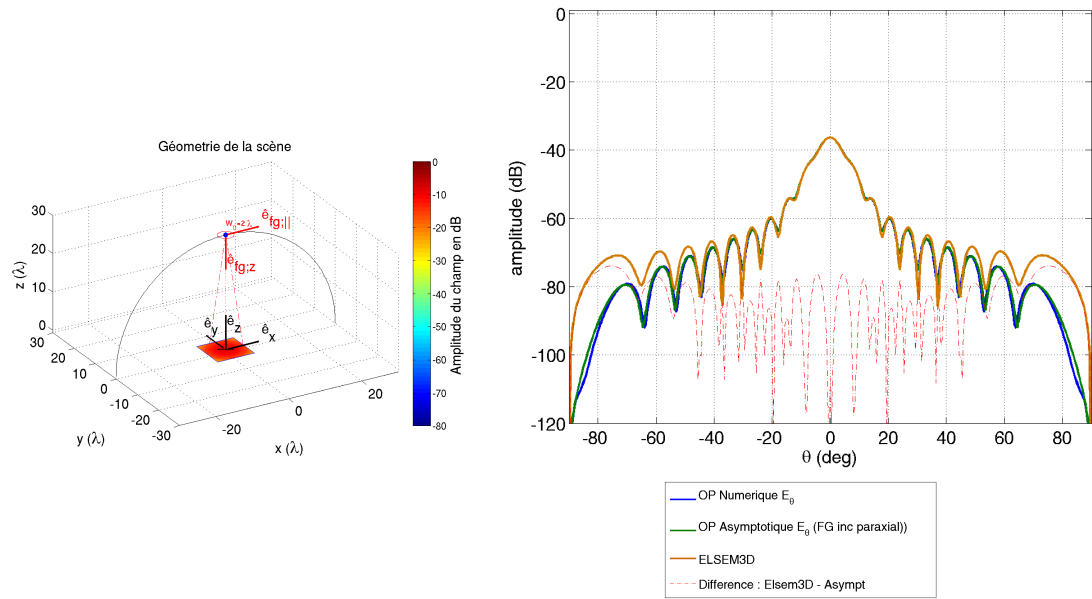 Géometrie de la scène
W₀=2 λ
ê_fg;||
ê_fg;z
ê_y
ê_z
ê_x
z (λ)
30
20
10
0
y (λ)
30
20
10
0
-10
-20
-30
x (λ)
-20
0
20
Amplitude du champ en dB
0
-10
-20
-30
-40
-50
-60
-70
-80
amplitude (dB)
0
-20
-40
-60
-80
-100
-120
-80
-60
-40
-20
0
20
40
60
80
θ (deg)
OP Numerique E_θ
OP Asymptotique E_θ (FG inc paraxial))
ELSEM3D
Difference : Elsem3D - Asympt